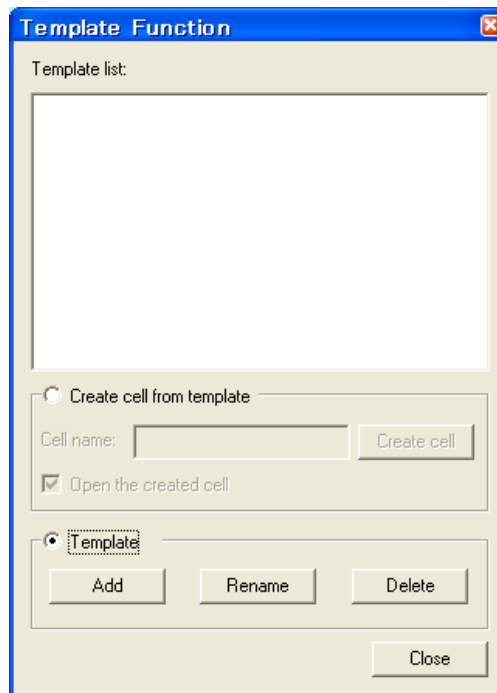 Template Function
Template list:
Create cell from template
Cell name:
Create cell
Open the created cell
Template
Add Rename Delete
Close